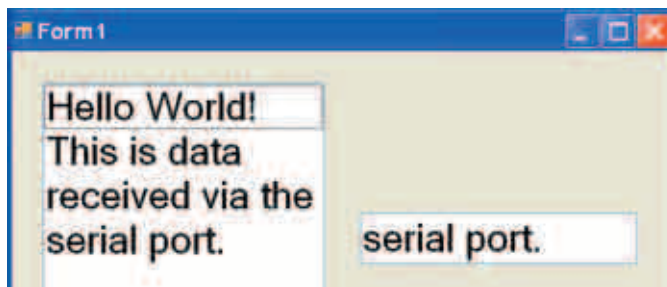 Form1
Hello World!
This is data
received via the
serial port.
serial port.